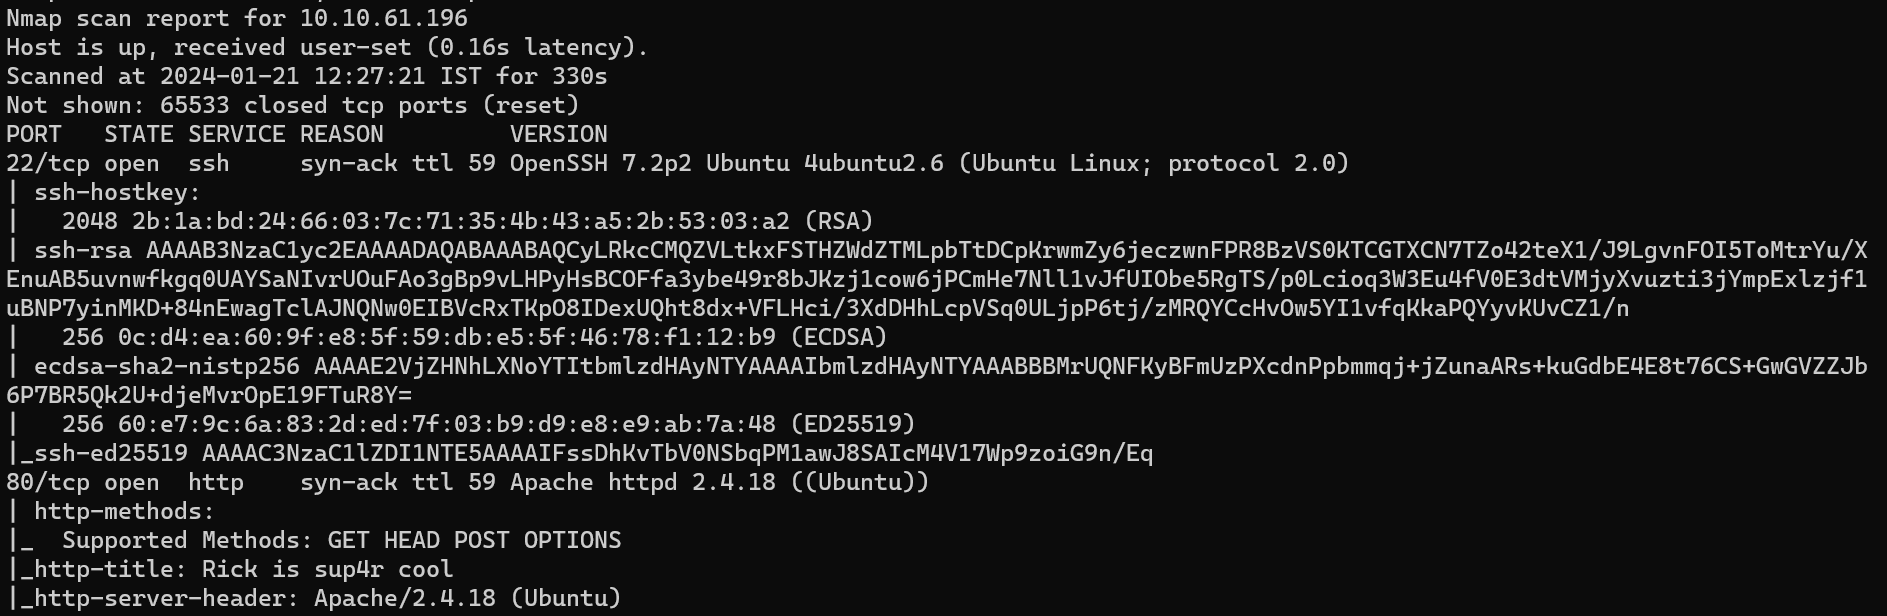 Nmap scan report for 10.10.61.196
Host is up, received user-set (0.16s latency).
Scanned at 2024-01-21 12:27:21 IST for 330s
Not shown: 65533 closed tcp ports (reset)
PORT   STATE SERVICE REASON         VERSION
22/tcp open  ssh     syn-ack ttl 59 OpenSSH 7.2p2 Ubuntu 4ubuntu2.6 (Ubuntu Linux; protocol 2.0)
| ssh-hostkey:
|   2048 2b:1a:bd:24:66:03:7c:71:35:4b:43:a5:2b:53:03:a2 (RSA)
| ssh-rsa AAAAB3NzaC1yc2EAAAADAQABAAABAQCyLRkcCMQZVLtkxFSTHZWdZTMLpbTtDCpKrwmZy6jeczwnFPR8BzVS0KTCGTXCN7TZo42teX1/J9LgvnFOI5ToMtrYu/X
EnuAB5uvnwfkgq0UAYSaNIvrUOuFAo3gBp9vLHPyHsBCOFfa3ybe49r8bJKzj1cow6jPCmHe7Nll1vJfUIObe5RgTS/p0Lcioq3W3Eu4fV0E3dtVMjyXvuzti3jYmpExlzjf1
uBNP7yinMKD+84nEwagTclAJNQNw0EIBVcRxTKpO8IDexUQht8dx+VFLHci/3XdDHhLcpVSq0ULjpP6tj/zMRQYCcHvOw5YI1vfqKkaPQYyvKUvCZ1/n
|   256 0c:d4:ea:60:9f:e8:5f:59:db:e5:5f:46:78:f1:12:b9 (ECDSA)
| ecdsa-sha2-nistp256 AAAAE2VjZHNhLXNoYTItbmlzdHAyNTYAAAAIbmlzdHAyNTYAAABBBMrUQNFKyBFmUzPXcdnPpbmmqj+jZunaARs+kuGdbE4E8t76CS+GwGVZZJb
6P7BR5Qk2U+djeMvrOpE19FTuR8Y=
|   256 60:e7:9c:6a:83:2d:ed:7f:03:b9:d9:e8:e9:ab:7a:48 (ED25519)
|_ssh-ed25519 AAAAC3NzaC1lZDI1NTE5AAAAIFssDhKvTbV0NSbqPM1awJ8SAIcM4V17Wp9zoiG9n/Eq
80/tcp open  http    syn-ack ttl 59 Apache httpd 2.4.18 ((Ubuntu))
| http-methods:
|_  Supported Methods: GET HEAD POST OPTIONS
|_http-title: Rick is sup4r cool
|_http-server-header: Apache/2.4.18 (Ubuntu)